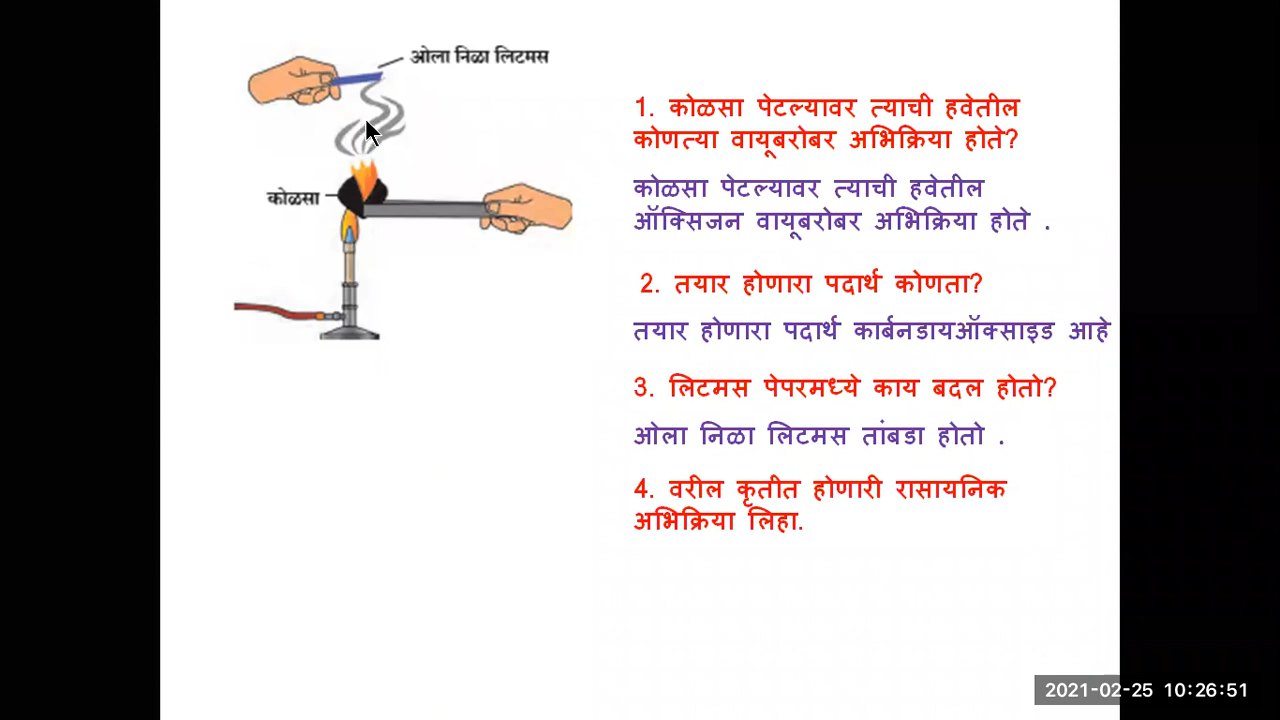 ओला निळा लिटमस
कोळसा
1. कोळसा पेटल्यावर त्याची हवेतील
कोणत्या वायूबरोबर अभिक्रिया होते?
कोळसा पेटल्यावर त्याची हवेतील
ऑक्सिजन वायूबरोबर अभिक्रिया होते .
2. तयार होणारा पदार्थ कोणता?
तयार होणारा पदार्थ कार्बनडायऑक्साइड आहे
3. लिटमस पेपरमध्ये काय बदल होतो?
ओला निळा लिटमस तांबडा होतो .
4. वरील कृतीत होणारी रासायनिक
अभिक्रिया लिहा.
2021-02-25 10:26:51